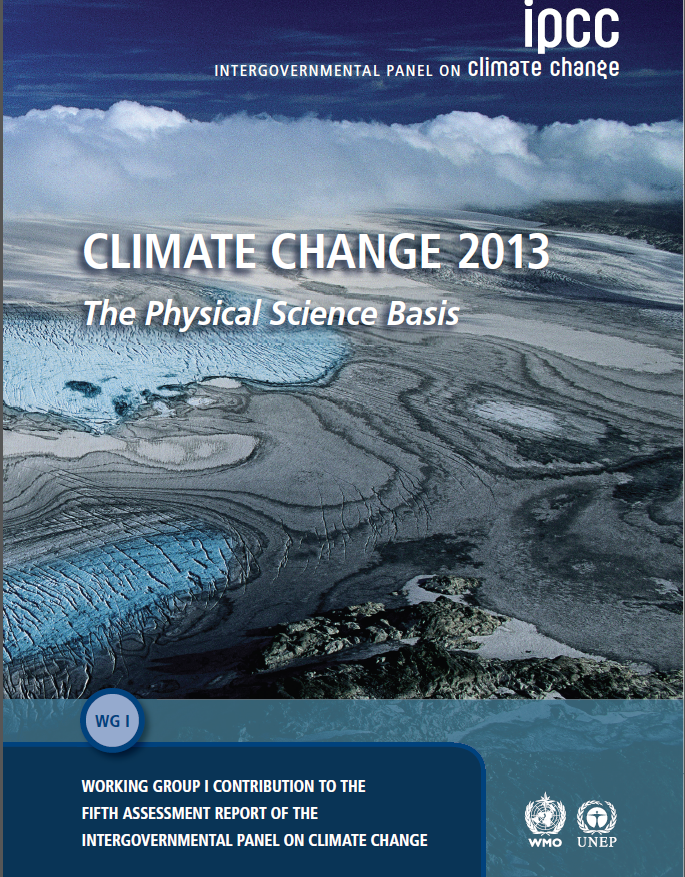 ipcc
INTERGOVERNMENTAL PANEL ON climate change
CLIMATE CHANGE 2013
The Physical Science Basis
WG I
WORKING GROUP I CONTRIBUTION TO THE
FIFTH ASSESSMENT REPORT OF THE
INTERGOVERNMENTAL PANEL ON CLIMATE CHANGE
WMO UNEP